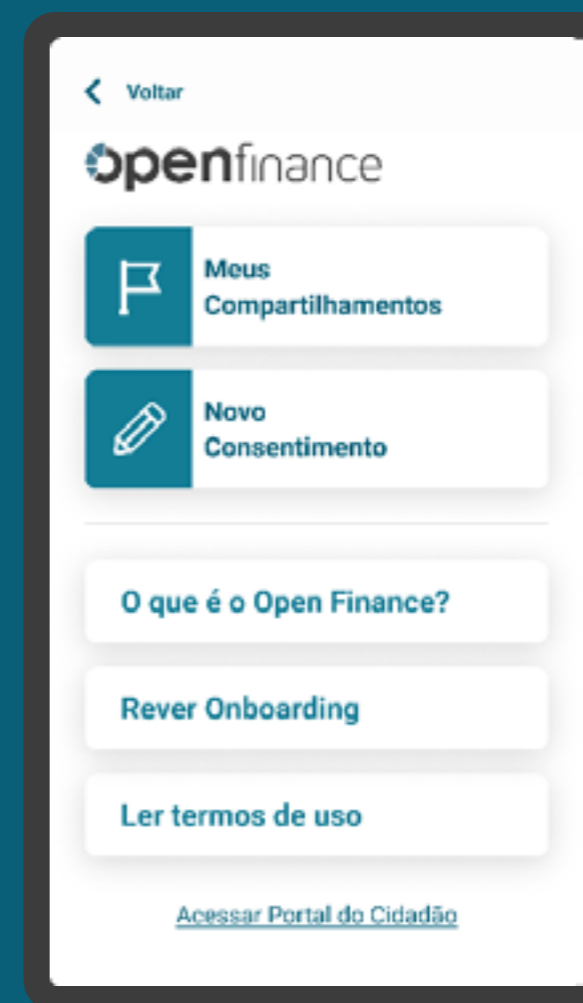 Voltar
openfinance
Meus
Compartilhamentos
Novo
Consentimento
O que é o Open Finance?
Rever Onboarding
Ler termos de uso
Acessar Portal do Cidadão